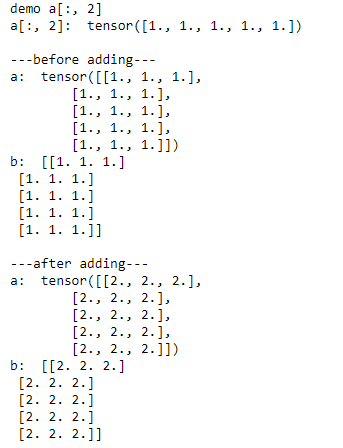 demo a[:, 2]
a[:, 2]:  tensor([1., 1., 1., 1., 1.])

---before adding---
a:  tensor([[1., 1., 1.],
        [1., 1., 1.],
        [1., 1., 1.],
        [1., 1., 1.],
        [1., 1., 1.]])
b:  [[1. 1. 1.]
 [1. 1. 1.]
 [1. 1. 1.]
 [1. 1. 1.]
 [1. 1. 1.]]

---after adding---
a:  tensor([[2., 2., 2.],
        [2., 2., 2.],
        [2., 2., 2.],
        [2., 2., 2.],
        [2., 2., 2.]])
b:  [[2. 2. 2.]
 [2. 2. 2.]
 [2. 2. 2.]
 [2. 2. 2.]
 [2. 2. 2.]]